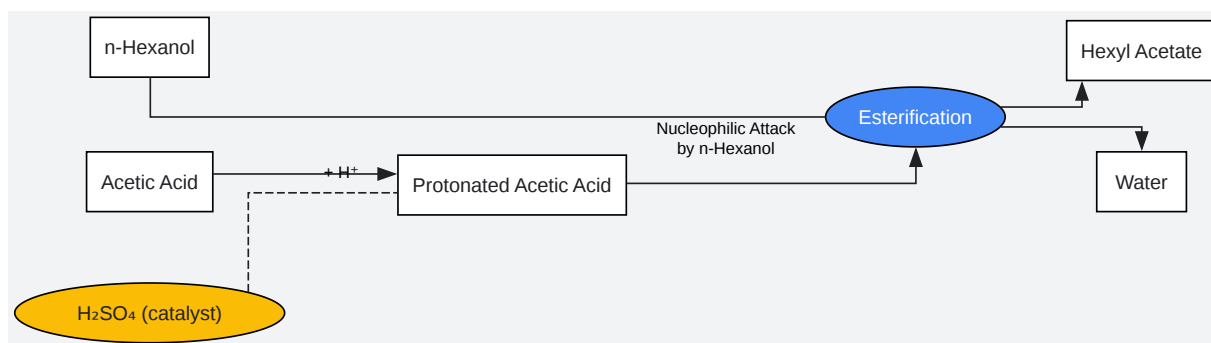 n-Hexanol
Hexyl Acetate
Esterification
Nucleophilic Attack
by n-Hexanol
Acetic Acid
+ H⁺
Protonated Acetic Acid
Water
H₂SO₄ (catalyst)